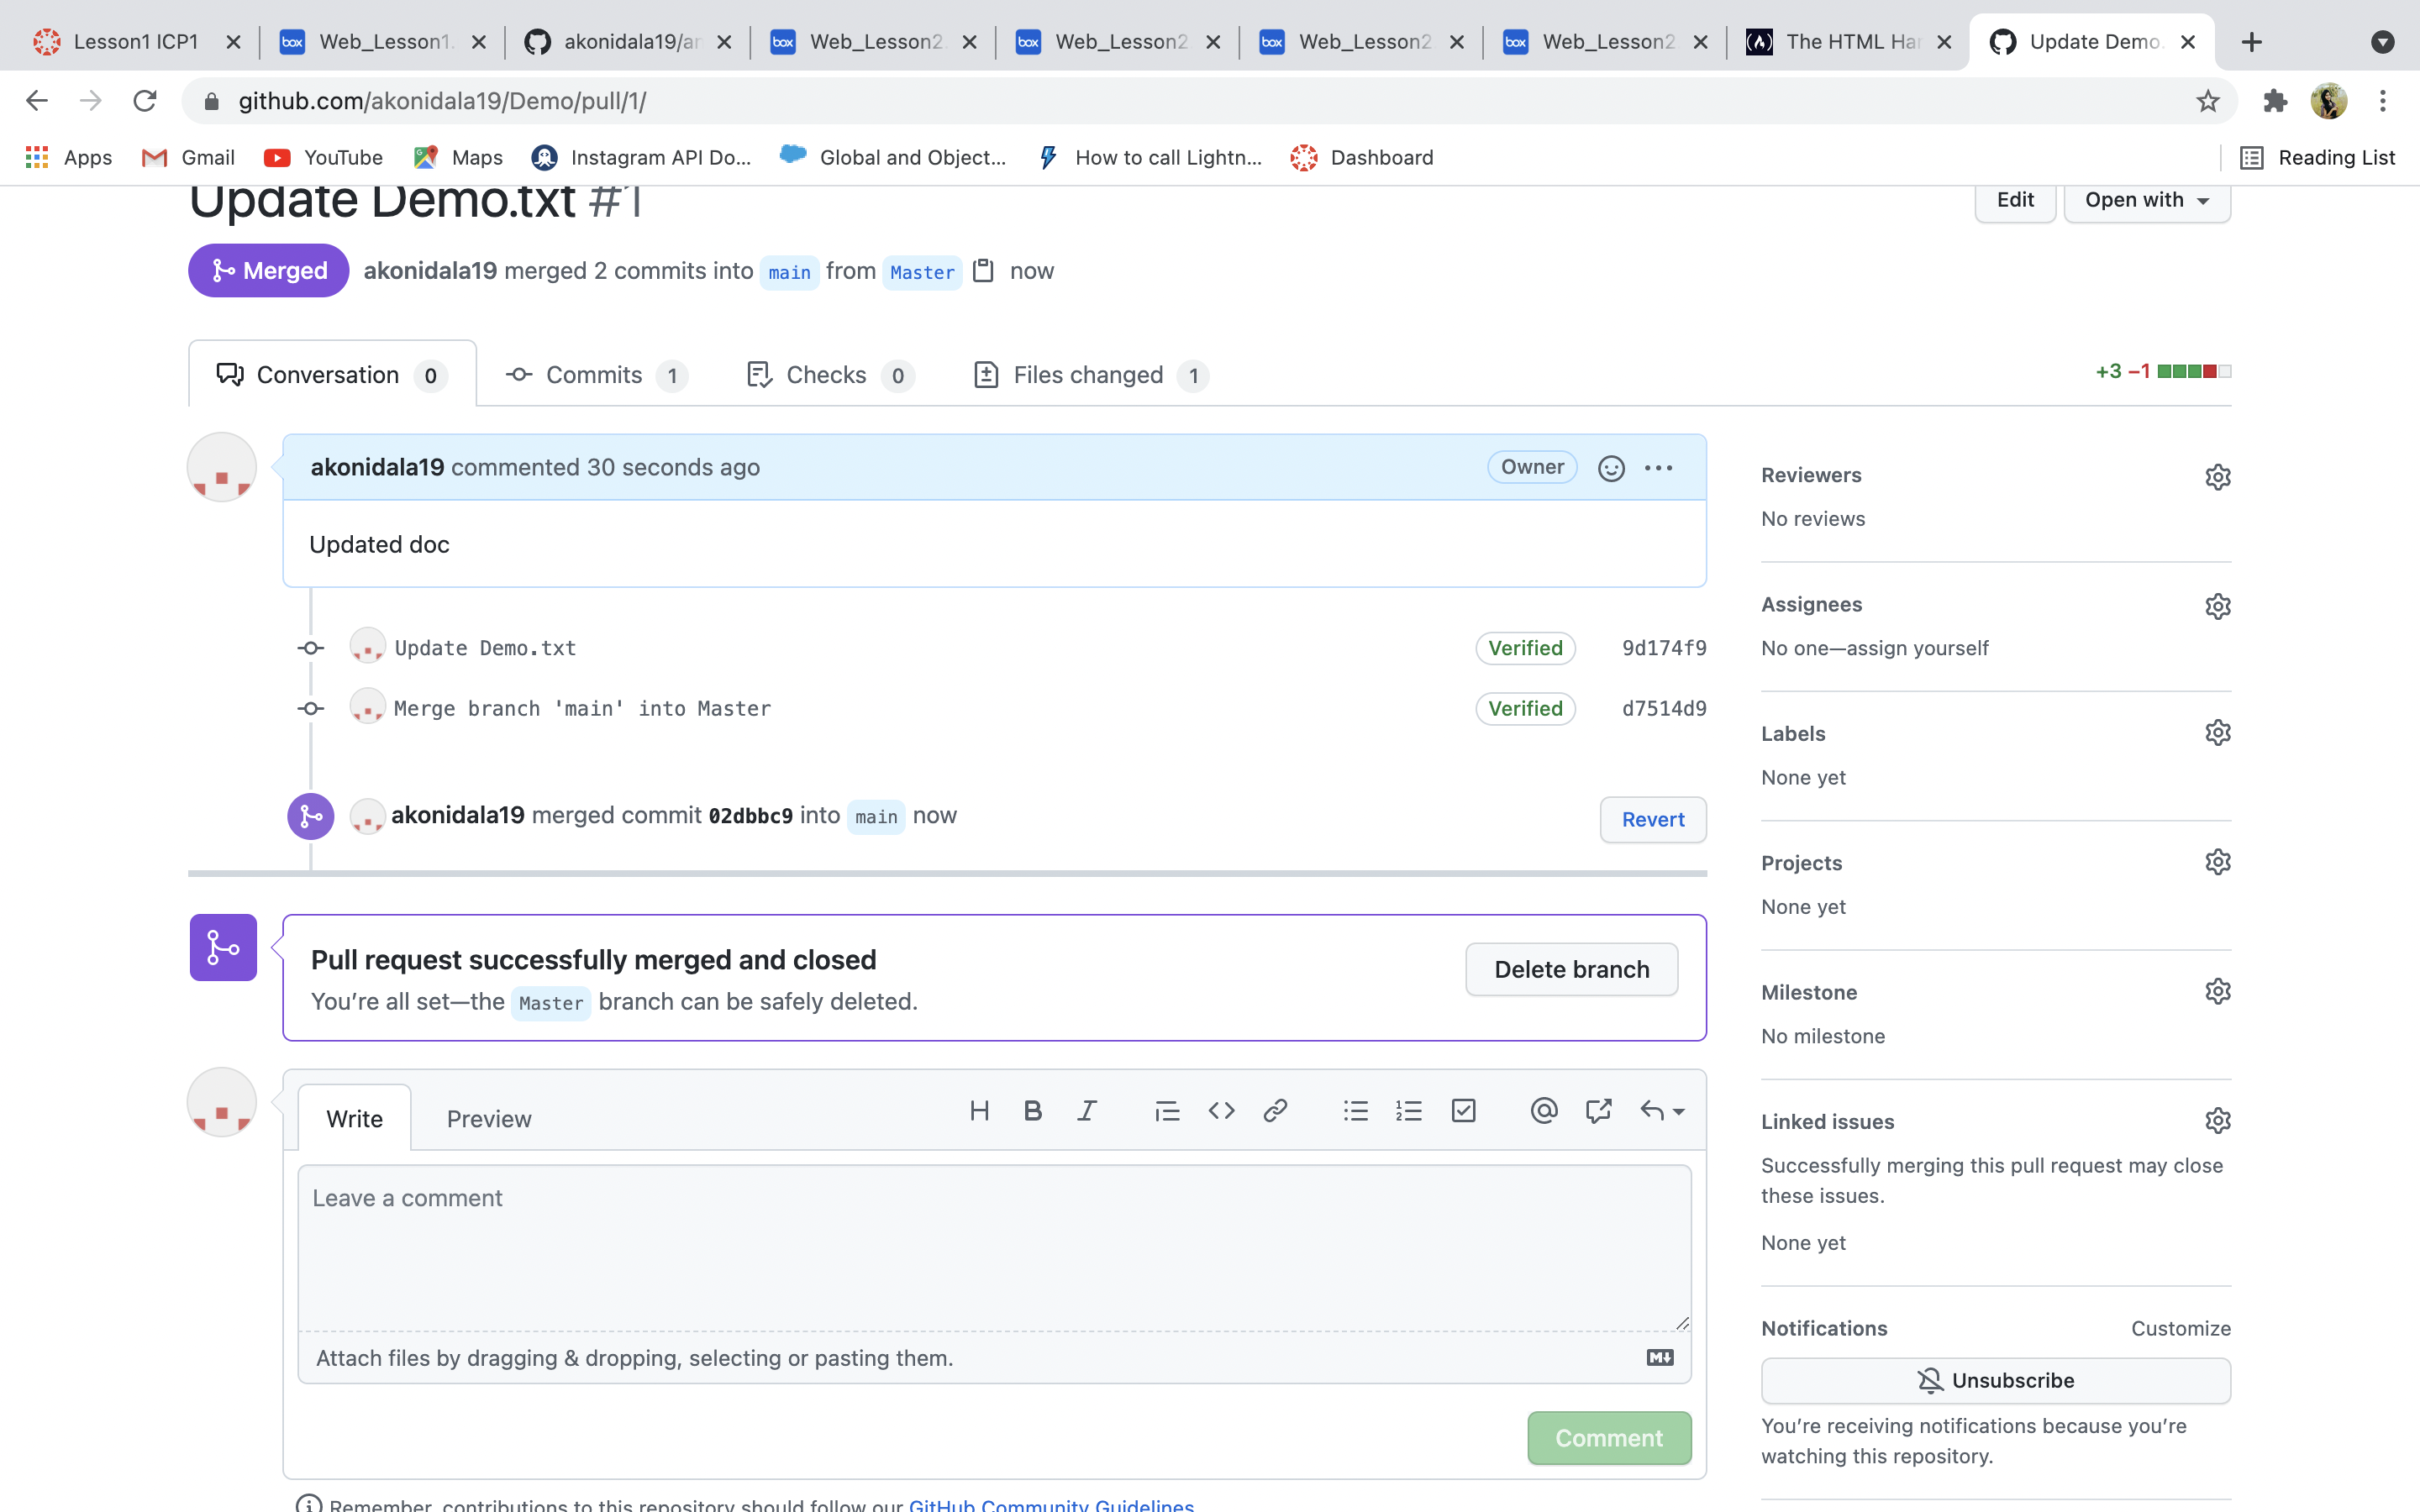 Lesson1 ICP1
box Web_Lesson1.
akonidala19/ar
box Web_Lesson2.
box Web_Lesson2
box Web_Lesson2
box Web_Lesson2.
The HTML Har
Update Demo.
github.com/akonidala19/Demo/pull/1/
Apps Gmail YouTube Maps Instagram API Do... Global and Object... How to call Lightn... Dashboard Reading List
Update Demo.txt #1
Edit Open with
Merged akonidala19 merged 2 commits into main from Master now
Conversation 0 Commits 1 Checks 0 Files changed 1 +3 −1
akonidala19 commented 30 seconds ago Owner
Updated doc
Update Demo.txt Verified 9d174f9
Merge branch 'main' into Master Verified d7514d9
akonidala19 merged commit 02dbbc9 into main now Revert
Pull request successfully merged and closed
You're all set—the Master branch can be safely deleted.
Delete branch
Write Preview H B I
Leave a comment
Attach files by dragging & dropping, selecting or pasting them.
Comment
Remember, contributions to this repository should follow our GitHub Community Guidelines.
Reviewers
No reviews
Assignees
No one—assign yourself
Labels
None yet
Projects
None yet
Milestone
No milestone
Linked issues
Successfully merging this pull request may close
these issues.
None yet
Notifications Customize
Unsubscribe
You're receiving notifications because you're
watching this repository.